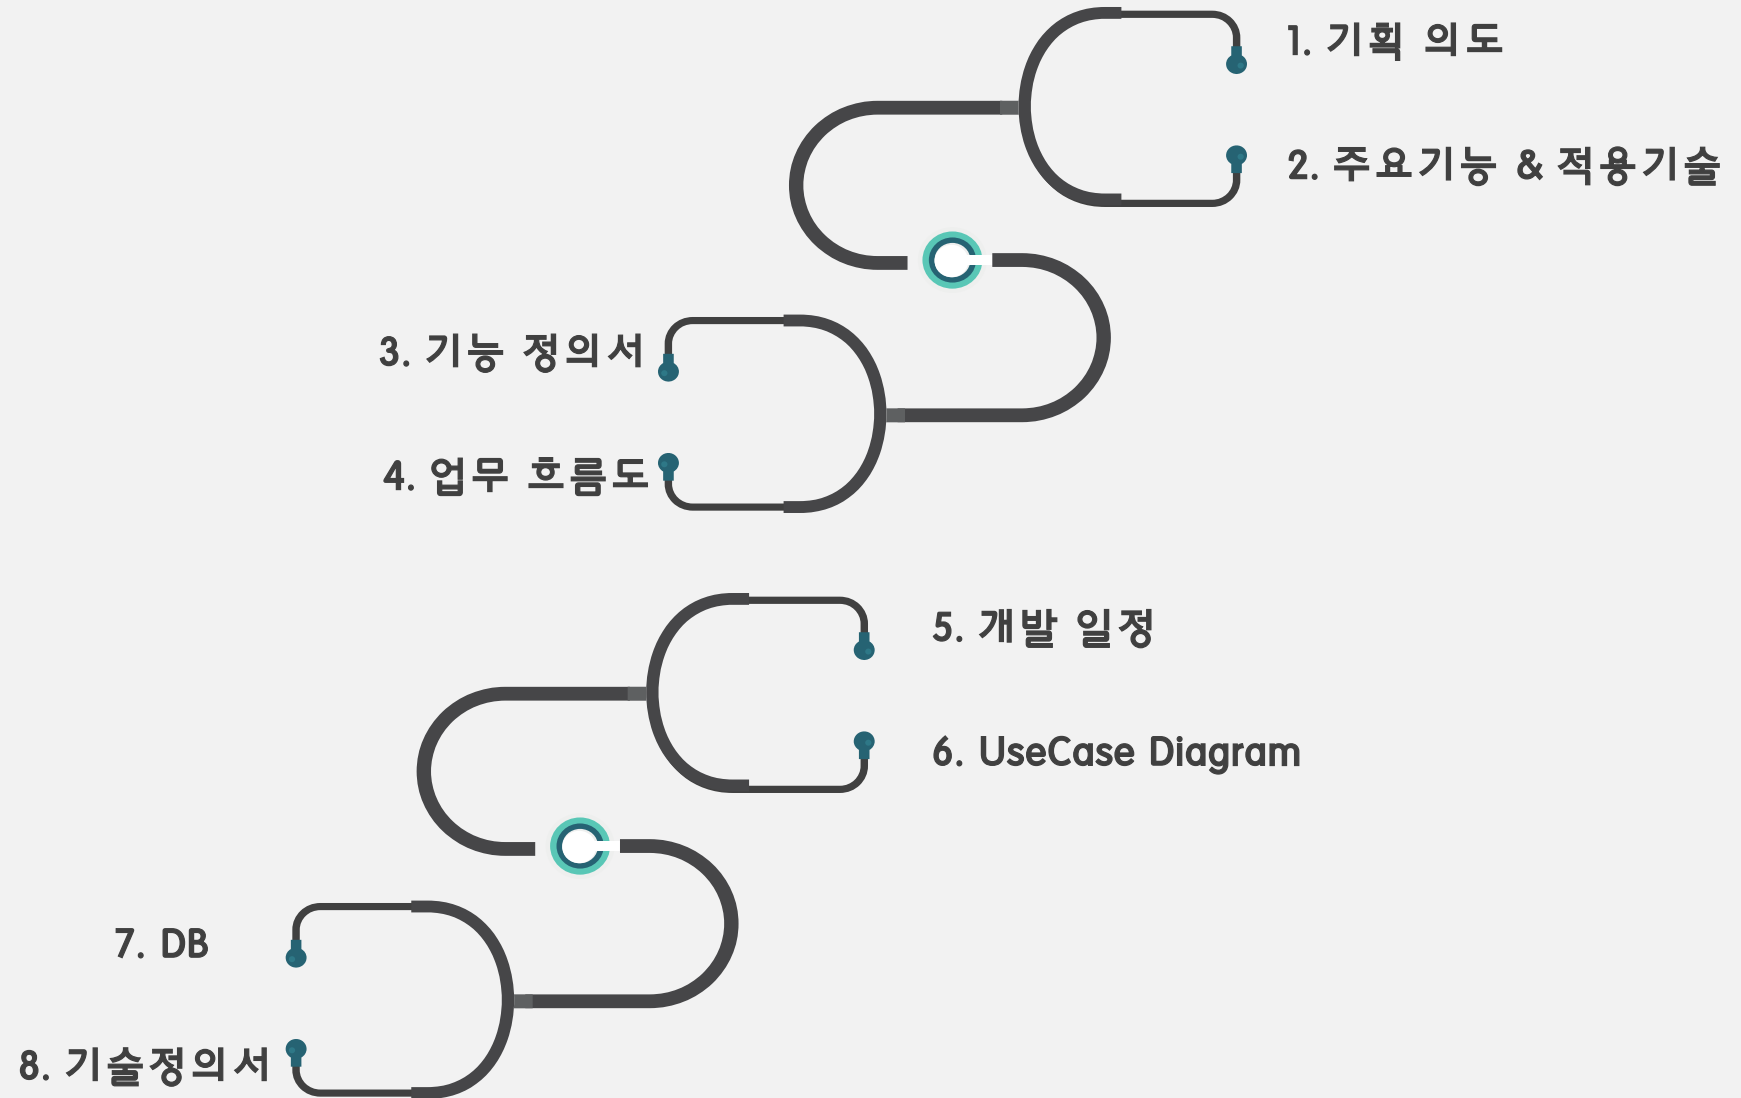 1. 기획 의도
2. 주요기능 & 적용기술
3. 기능 정의서
4. 업무 흐름도
5. 개발 일정
6. UseCase Diagram
7. DB
8. 기술정의서